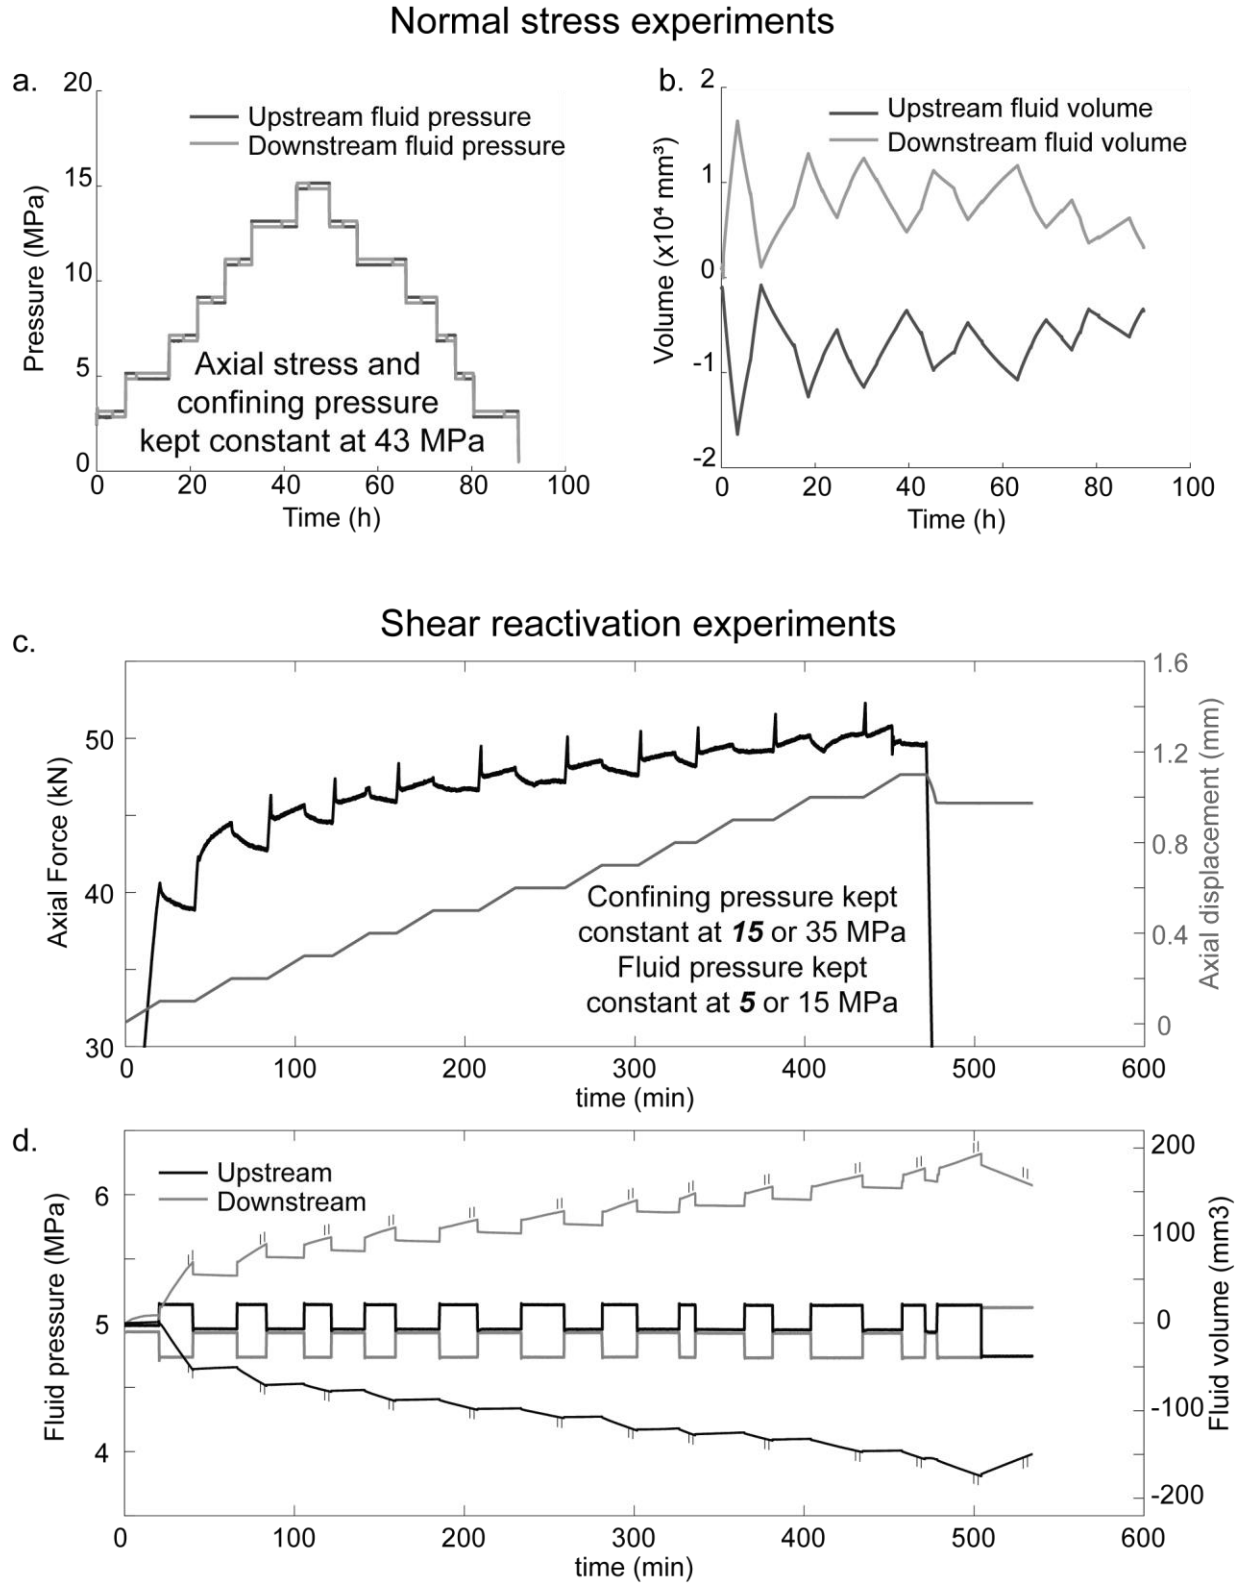 Normal stress experiments
a.
20
15
10
5
0
Pressure (MPa)
Upstream fluid pressure
Downstream fluid pressure
Axial stress and
confining pressure
kept constant at 43 MPa
0 20 40 60 80 100
Time (h)
b.
2
1
0
-1
-2
Volume (x10⁴ mm³)
Upstream fluid volume
Downstream fluid volume
0 20 40 60 80 100
Time (h)
Shear reactivation experiments
c.
50
40
30
Axial Force (kN)
1.6
1.2
0.8
0.4
0
Axial displacement (mm)
Confining pressure kept
constant at 15 or 35 MPa
Fluid pressure kept
constant at 5 or 15 MPa
0 100 200 300 400 500 600
time (min)
d.
6
5
4
Fluid pressure (MPa)
Upstream
Downstream
200
100
0
-100
-200
Fluid volume (mm3)
0 100 200 300 400 500 600
time (min)